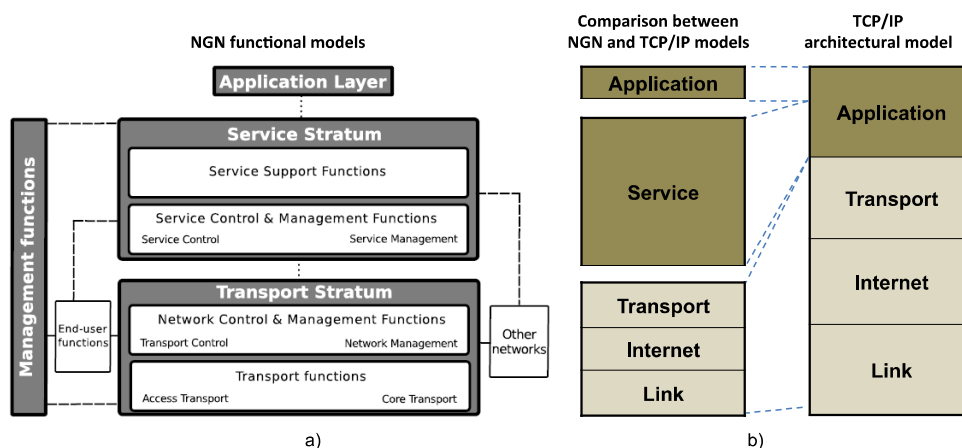 NGN functional models
Application Layer
Management functions
Service Stratum
Service Support Functions
Service Control & Management Functions
Service Control Service Management
Transport Stratum
Network Control & Management Functions
Transport Control Network Management
Transport functions
Access Transport Core Transport
End-user
functions
Other
networks
a)
Comparison between
NGN and TCP/IP models
Application
Service
Transport
Internet
Link
TCP/IP
architectural model
Application
Transport
Internet
Link
b)